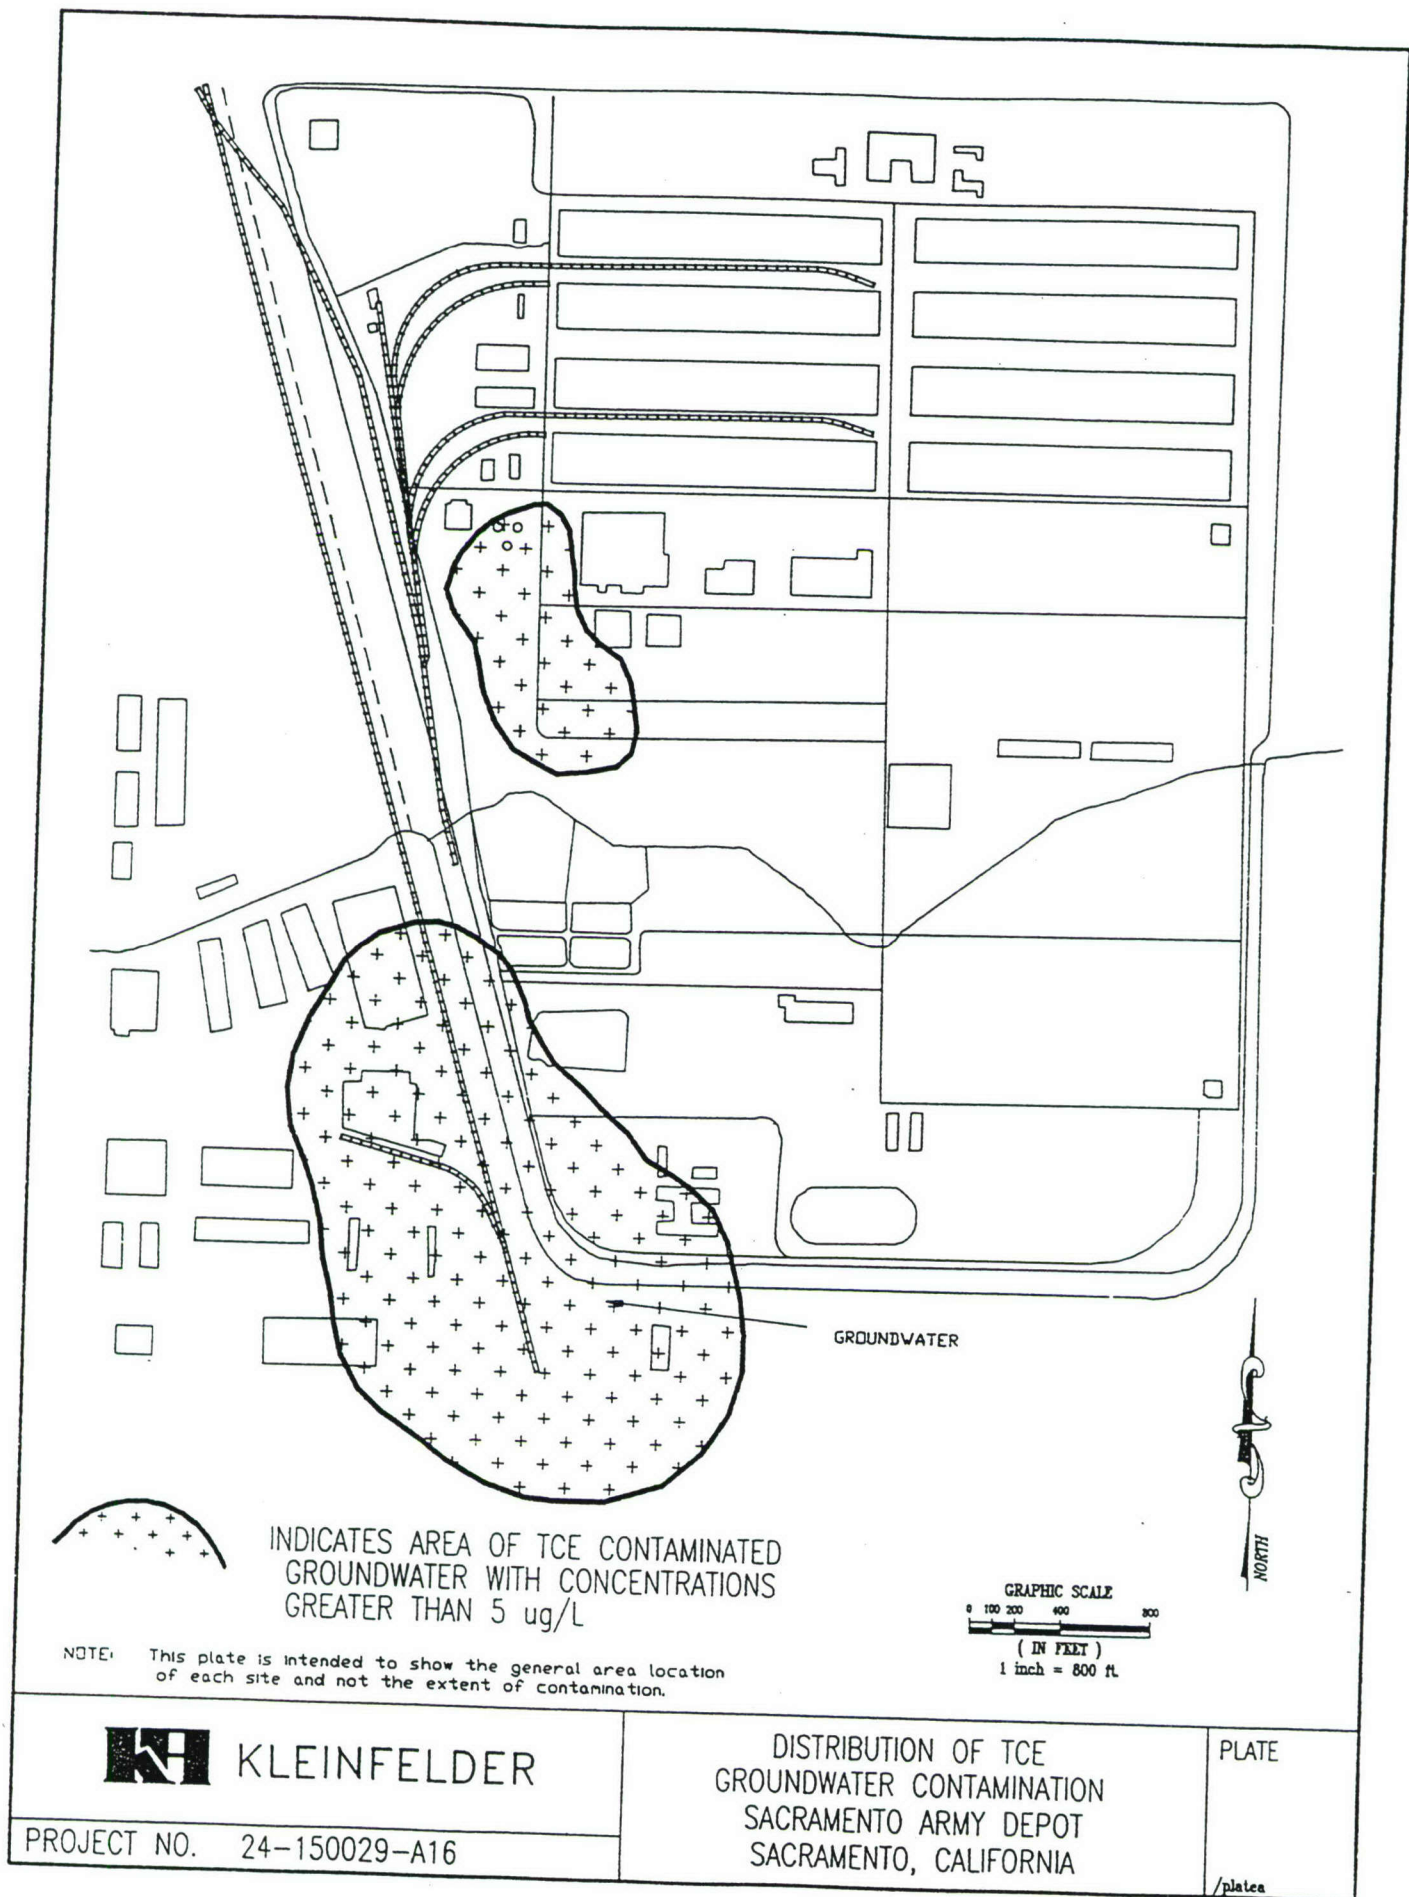 GROUNDWATER
NORTH
INDICATES AREA OF TCE CONTAMINATED
GROUNDWATER WITH CONCENTRATIONS
GREATER THAN 5 ug/L
GRAPHIC SCALE
0 100 200 400 800
( IN FEET )
1 inch = 800 ft.
NOTE: This plate is intended to show the general area location
of each site and not the extent of contamination.
KLEINFELDER
PROJECT NO. 24-150029-A16
DISTRIBUTION OF TCE
GROUNDWATER CONTAMINATION
SACRAMENTO ARMY DEPOT
SACRAMENTO, CALIFORNIA
PLATE
/platea